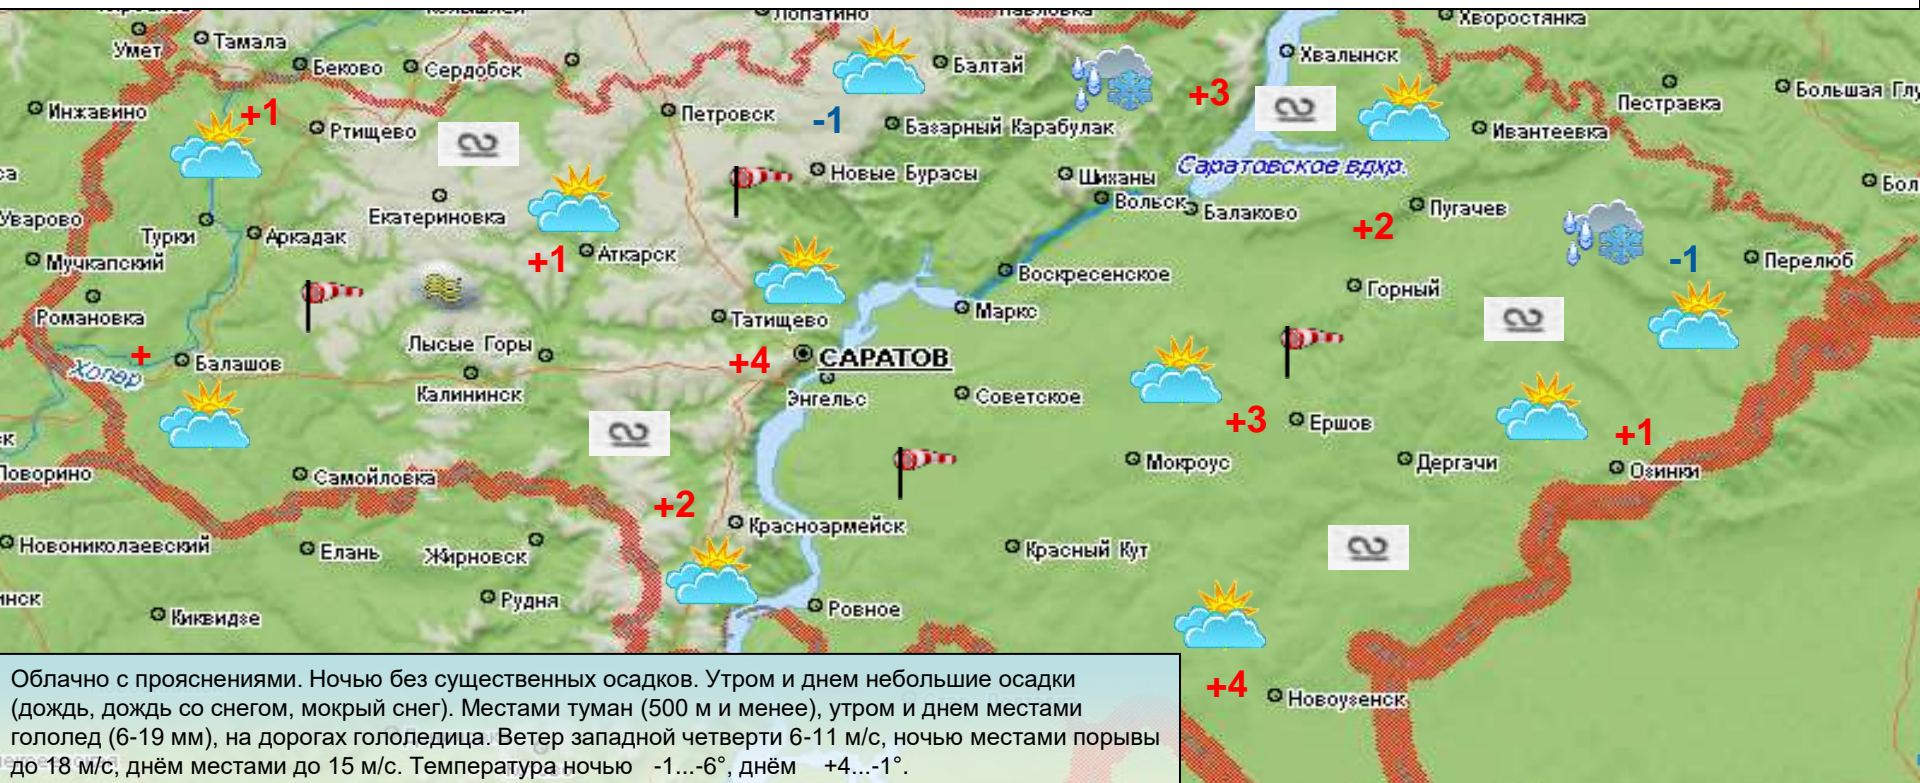 Лопатино
Хворостянка
Умет
Тамала
Беково
Сердобск
Балтай
+3
Хвалынск
Пестравка
Большая Глу
Инжавино
+1
Ртищево
Петровск
-1
Базарный Карабулак
Ивантеевка
Новые Бурасы
Шиханы
Саратовское вдхр.
Бол
Уварово
Турки
Аркадак
Екатериновка
Вольск
Балаково
+2
Пугачев
Мучкапский
+1
Аткарск
Воскресенское
-1
Перелюб
Романовка
Татищево
Маркс
Горный
+
Хопер
Балашов
Лысые Горы
+4
САРАТОВ
Калининск
Энгельс
Советское
+3
Ершов
+1
Поворино
Самойловка
Мокроус
Дергачи
Озинки
+2
Красноармейск
Новониколаевский
Елань
Жирновск
Красный Кут
Рудня
Киквидзе
Ровное
+4
Новоузенск
Облачно с прояснениями. Ночью без существенных осадков. Утром и днем небольшие осадки
(дождь, дождь со снегом, мокрый снег). Местами туман (500 м и менее), утром и днем местами
гололед (6-19 мм), на дорогах гололедица. Ветер западной четверти 6-11 м/с, ночью местами порывы
до 18 м/с, днём местами до 15 м/с. Температура ночью -1...-6°, днём +4...-1°.